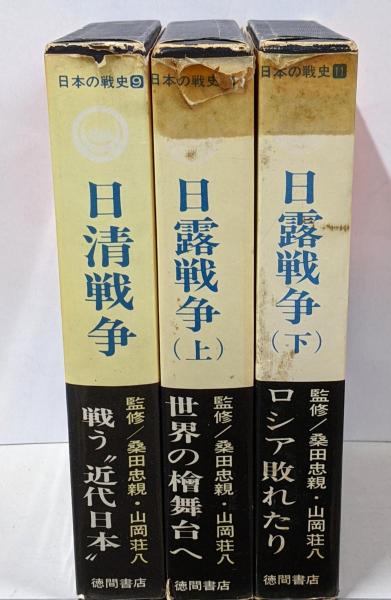 日本の戦史9
日清戦争
監修/桑田忠親・山岡荘八
戦う〝近代日本〟
日本の戦史
日露戦争
(上)
監修/桑田忠親・山岡荘八
世界の檜舞台へ
徳間書店
日本の戦史11
日露戦争
(下)
監修/桑田忠親・山岡荘八
ロシア敗れたり
徳間書店